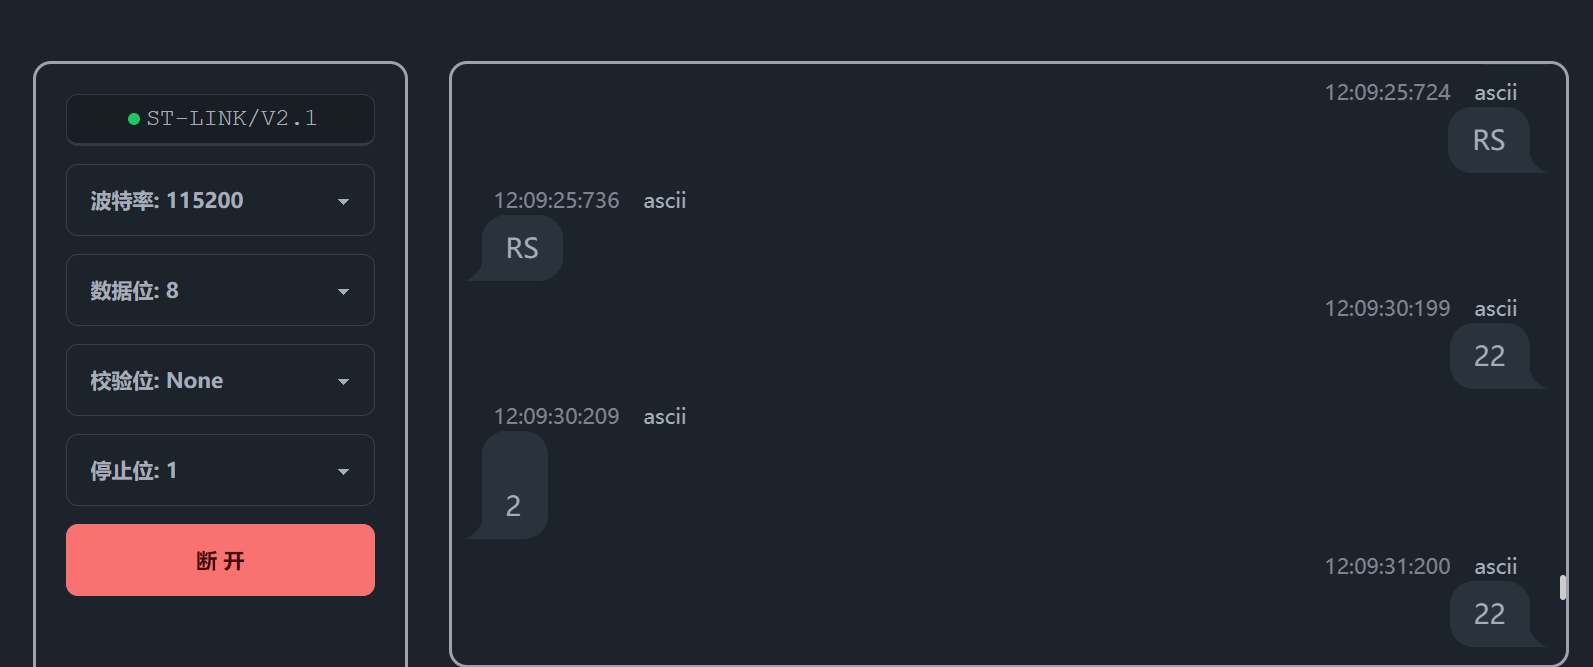 ST-LINK/V2.1
波特率: 115200
数据位: 8
校验位: None
停止位: 1
断 开
12:09:25:724 ascii
RS
12:09:25:736 ascii
RS
12:09:30:199 ascii
22
12:09:30:209 ascii
2
12:09:31:200 ascii
22